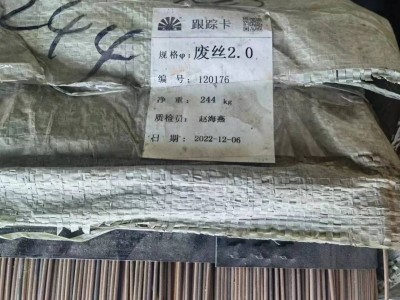 244
跟踪卡
规格φ: 废丝2.0
编 号: 120176
净 重: 244 kg
质检员: 赵海燕
日 期: 2022-12-06